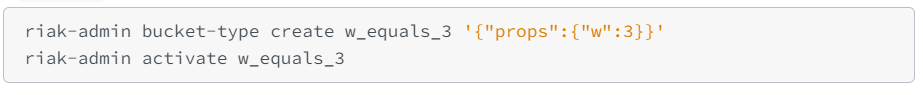 riak-admin bucket-type create w_equals_3 '{"props":{"w":3}}'
riak-admin activate w_equals_3